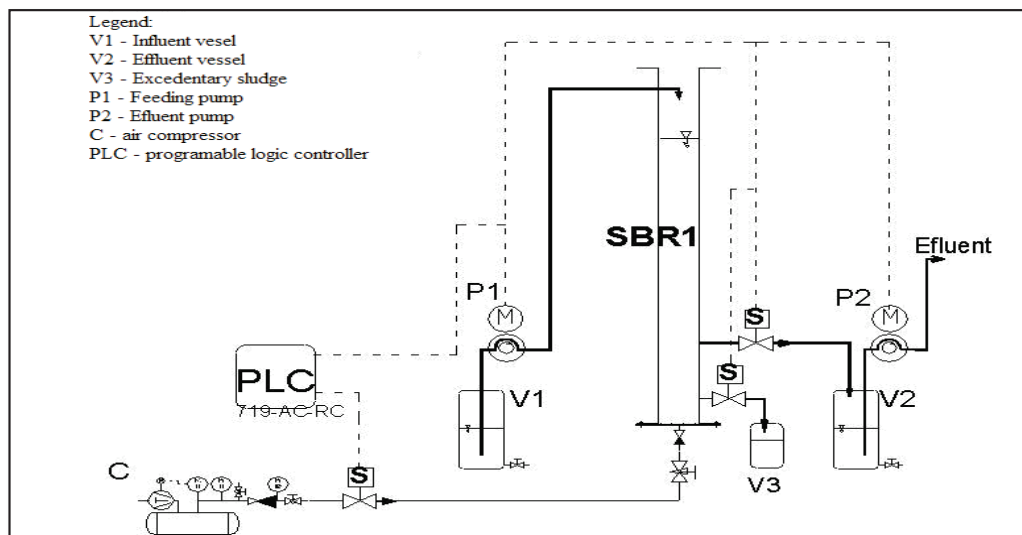 Legend:
V1 - Influent vesel
V2 - Effluent vessel
V3 - Excedentary sludge
P1 - Feeding pump
P2 - Efluent pump
C - air compressor
PLC - programable logic controller
SBR1
Efluent
P1
M
P2
M
S
S
PLC
719-AC-RC
V1
V2
V3
C
S